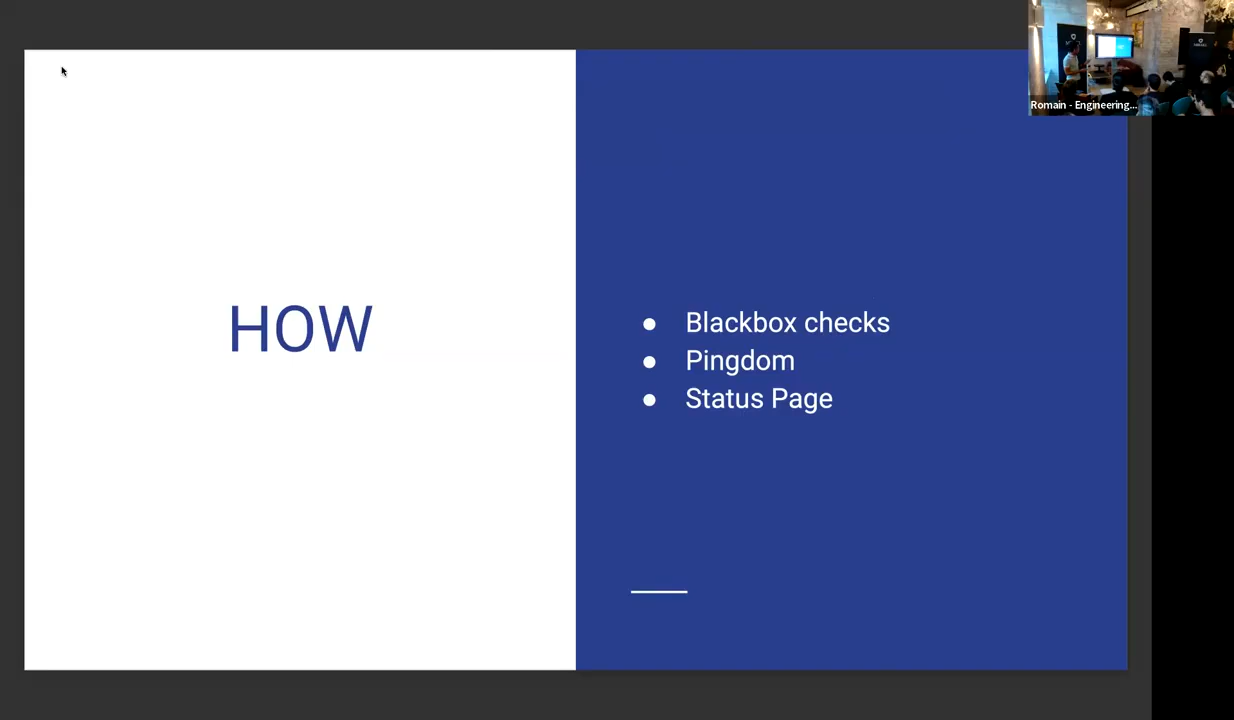 HOW
● Blackbox checks
● Pingdom
● Status Page
Romain - Engineering...